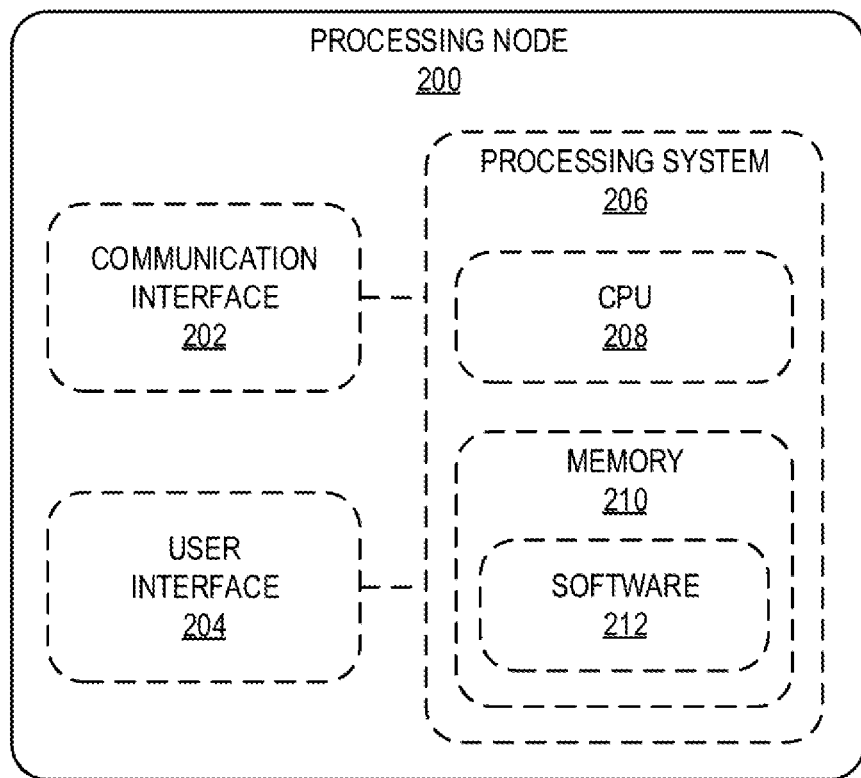 PROCESSING NODE
200
COMMUNICATION
INTERFACE
202
USER
INTERFACE
204
PROCESSING SYSTEM
206
CPU
208
MEMORY
210
SOFTWARE
212